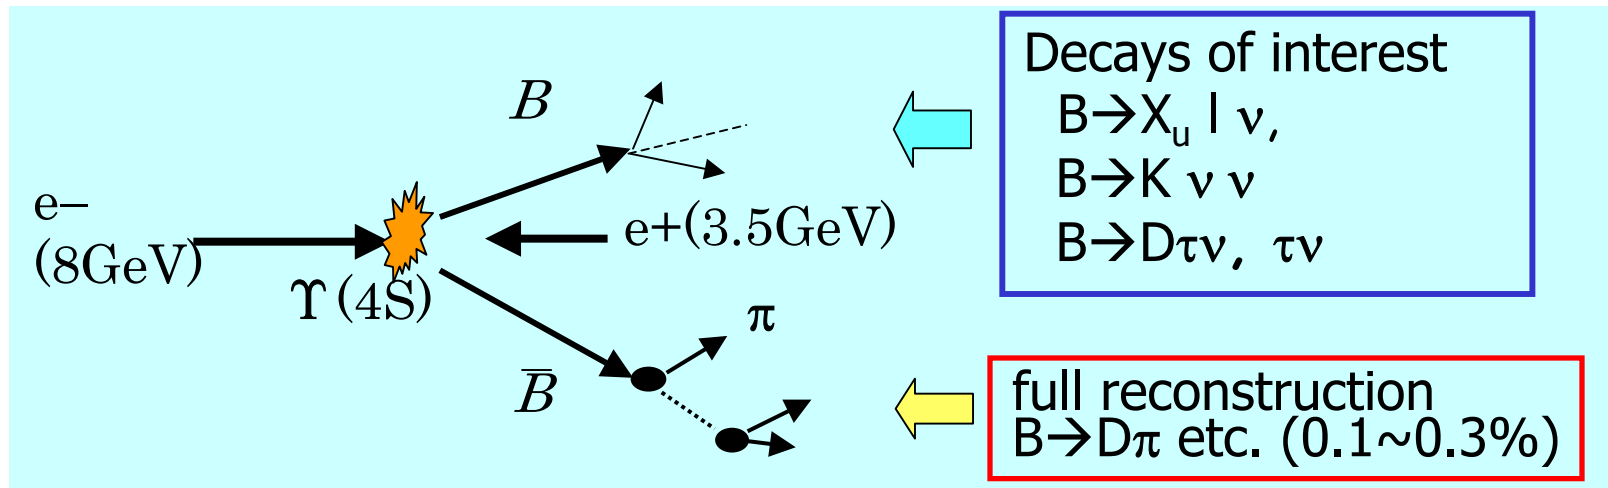 Decays of interest
B→Xᵤ l ν,
B→K ν ν
B→Dτν, τν
B
e−
(8GeV)
e+(3.5GeV)
Υ(4S)
π
B̅
full reconstruction
B→Dπ etc. (0.1~0.3%)